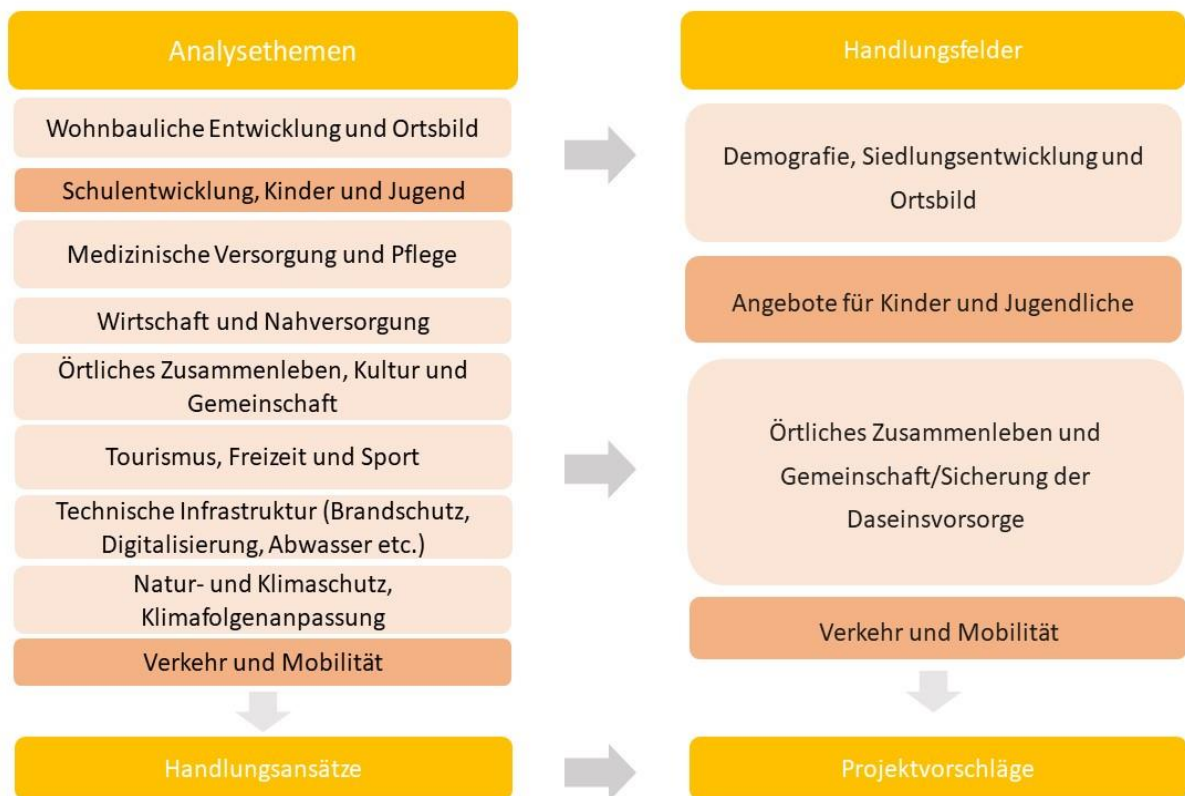 Analysethemen
Wohnbauliche Entwicklung und Ortsbild
Schulentwicklung, Kinder und Jugend
Medizinische Versorgung und Pflege
Wirtschaft und Nahversorgung
Örtliches Zusammenleben, Kultur und
Gemeinschaft
Tourismus, Freizeit und Sport
Technische Infrastruktur (Brandschutz,
Digitalisierung, Abwasser etc.)
Natur- und Klimaschutz,
Klimafolgenanpassung
Verkehr und Mobilität
Handlungsansätze
Handlungsfelder
Demografie, Siedlungsentwicklung und
Ortsbild
Angebote für Kinder und Jugendliche
Örtliches Zusammenleben und
Gemeinschaft/Sicherung der
Daseinsvorsorge
Verkehr und Mobilität
Projektvorschläge